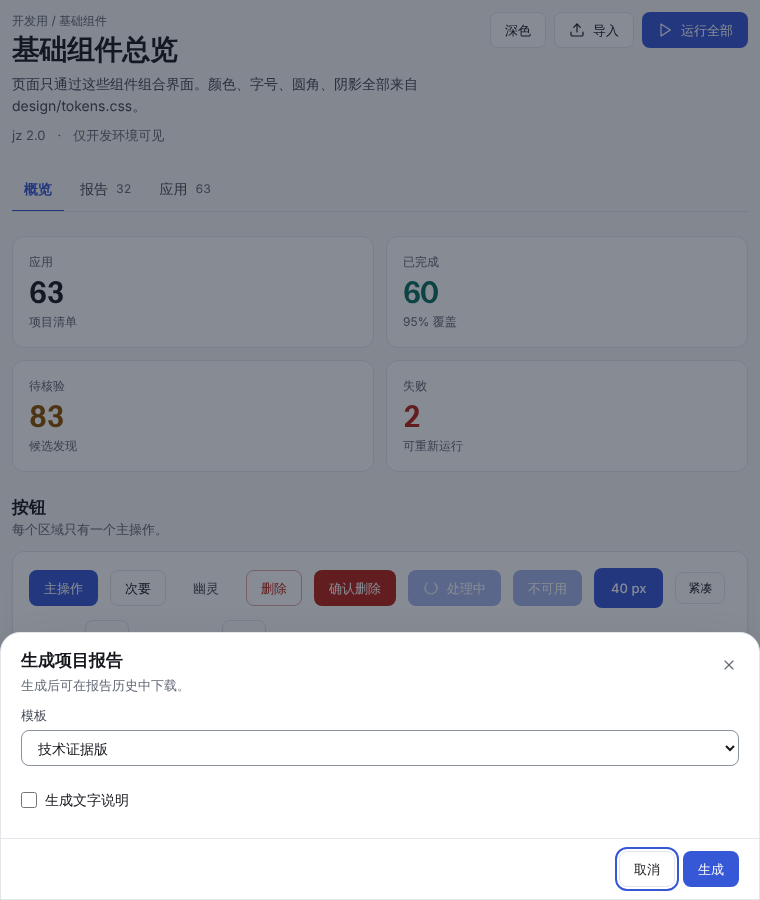 开发用 / 基础组件
基础组件总览
深色
导入
运行全部
页面只通过这些组件组合界面。颜色、字号、圆角、阴影全部来自
design/tokens.css。
jz 2.0 · 仅开发环境可见
概览
报告 32
应用 63
应用
63
项目清单
已完成
60
95% 覆盖
待核验
83
候选发现
失败
2
可重新运行
按钮
每个区域只有一个主操作。
主操作
次要
幽灵
删除
确认删除
处理中
不可用
40 px
紧凑
生成项目报告
生成后可在报告历史中下载。
模板
技术证据版
生成文字说明
取消
生成